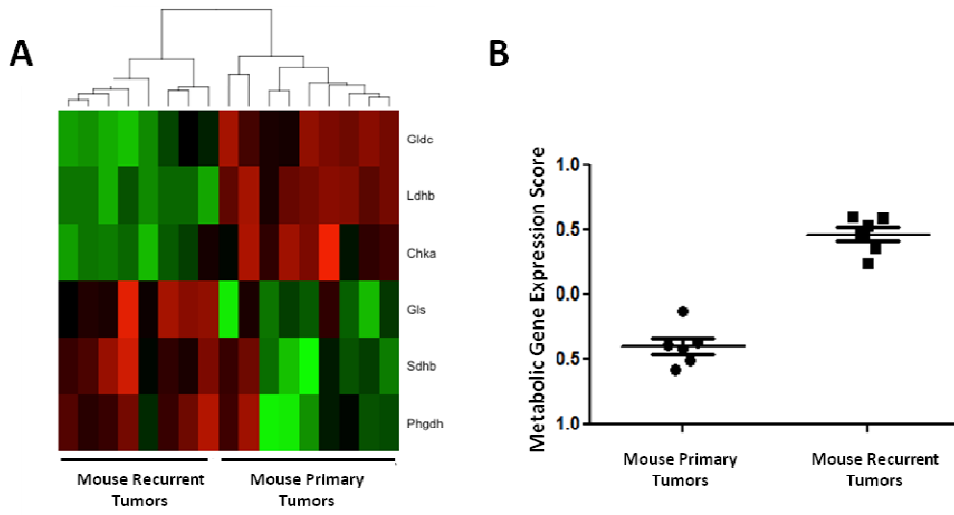 A
Gldc
Ldhb
Chka
Gls
Sdhb
Phgdh
Mouse Recurrent
Tumors
Mouse Primary
Tumors
B
Metabolic Gene Expression Score
1.0
0.5
0.0
0.5
1.0
Mouse Primary
Tumors
Mouse Recurrent
Tumors